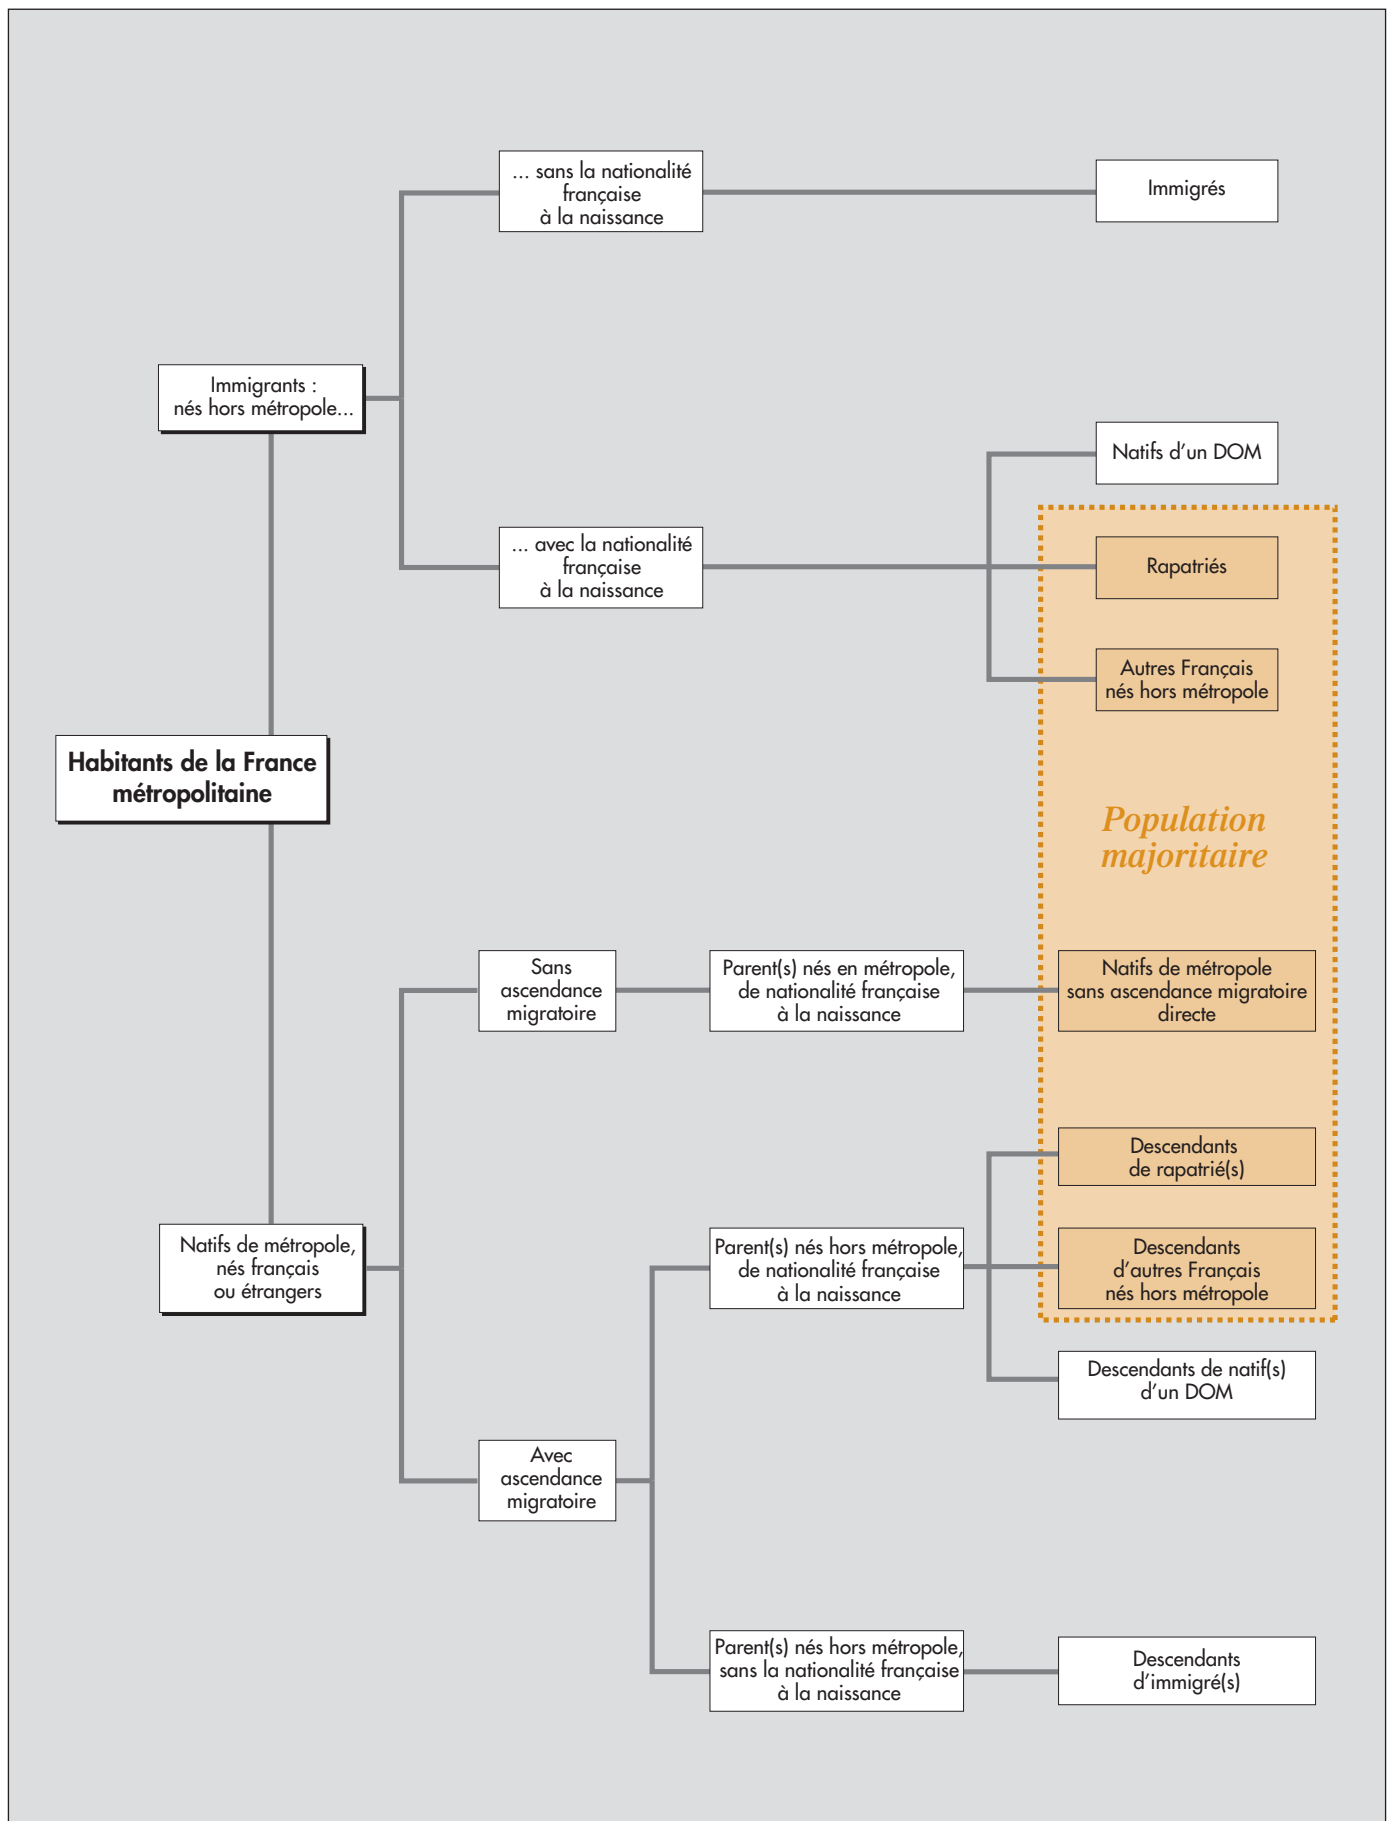 ... sans la nationalité
française
à la naissance
Immigrés
Immigrants :
nés hors métropole...
Natifs d'un DOM
... avec la nationalité
française
à la naissance
Rapatriés
Autres Français
nés hors métropole
Habitants de la France
métropolitaine
Population
majoritaire
Sans
ascendance
migratoire
Parent(s) nés en métropole,
de nationalité française
à la naissance
Natifs de métropole
sans ascendance migratoire
directe
Descendants
de rapatrié(s)
Natifs de métropole,
nés français
ou étrangers
Parent(s) nés hors métropole,
de nationalité française
à la naissance
Descendants
d'autres Français
nés hors métropole
Descendants de natif(s)
d'un DOM
Avec
ascendance
migratoire
Parent(s) nés hors métropole,
sans la nationalité française
à la naissance
Descendants
d'immigré(s)